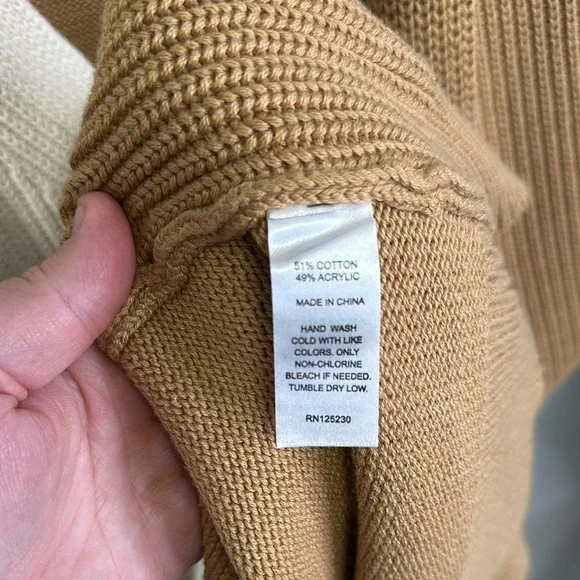 51% COTTON
49% ACRYLIC
MADE IN CHINA
HAND WASH
COLD WITH LIKE
COLORS. ONLY
NON-CHLORINE
BLEACH IF NEEDED.
TUMBLE DRY LOW.
RN125230